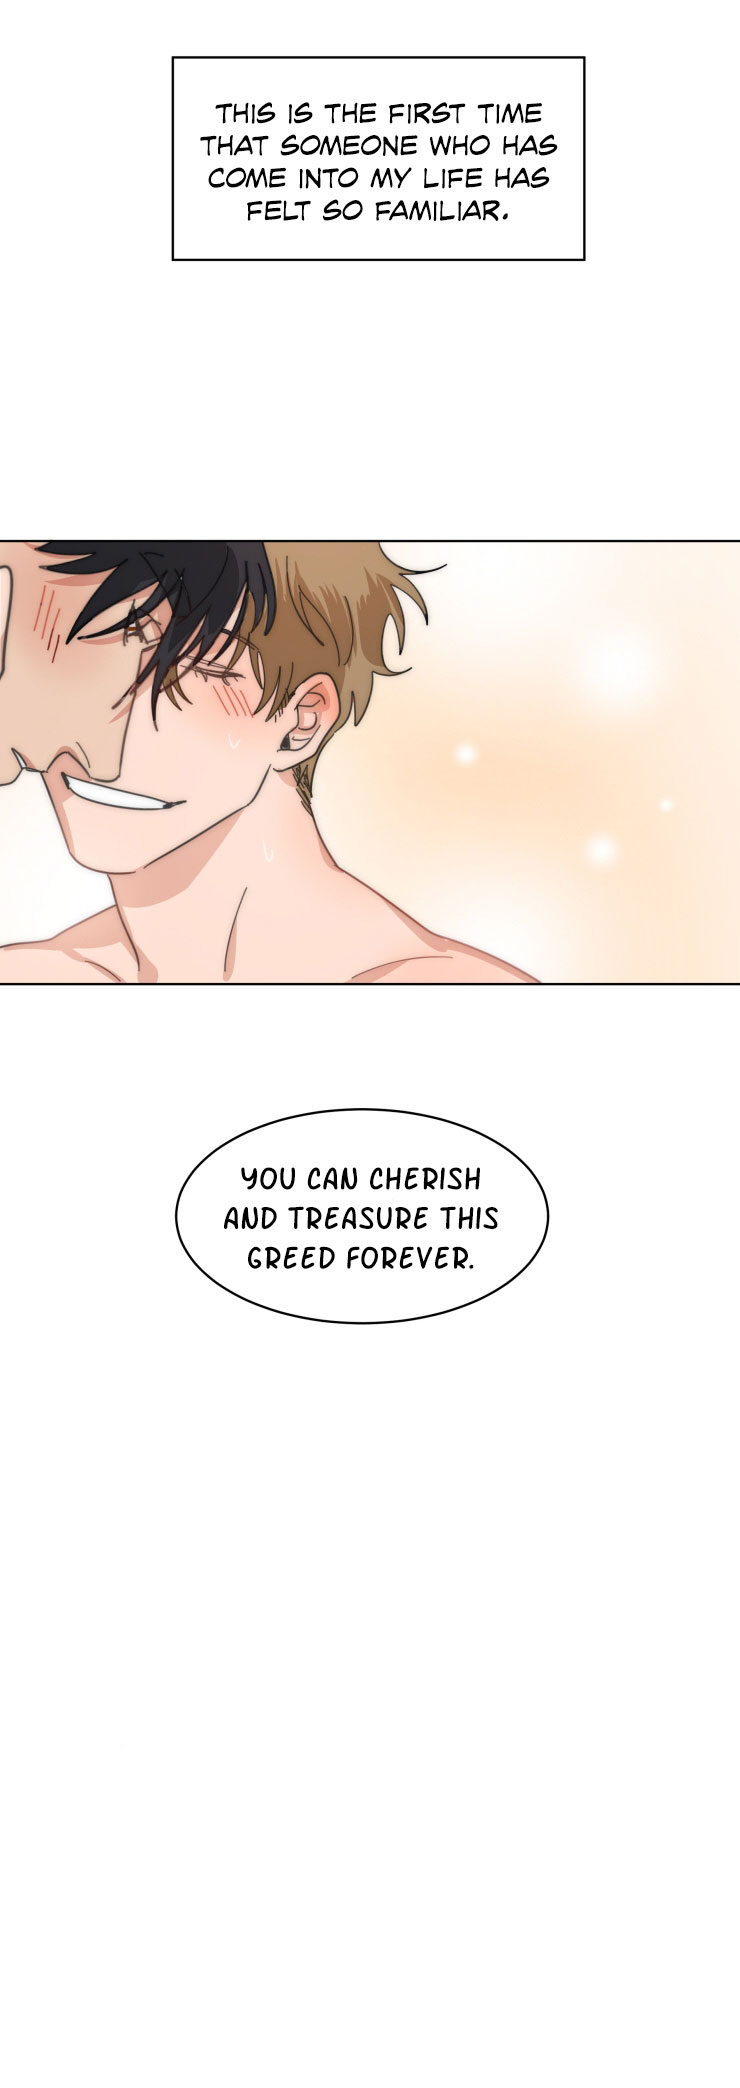 THIS IS THE FIRST TIME
THAT SOMEONE WHO HAS
COME INTO MY LIFE HAS
FELT SO FAMILIAR.
YOU CAN CHERISH
AND TREASURE THIS
GREED FOREVER.